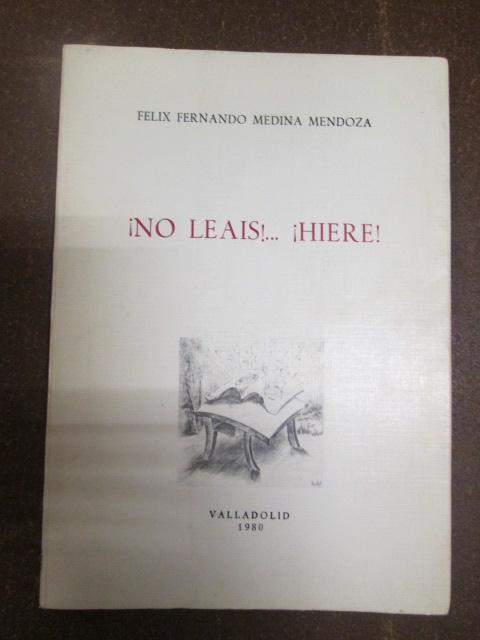 FELIX FERNANDO MEDINA MENDOZA
¡NO LEAIS!... ¡HIERE!
VALLADOLID
1980